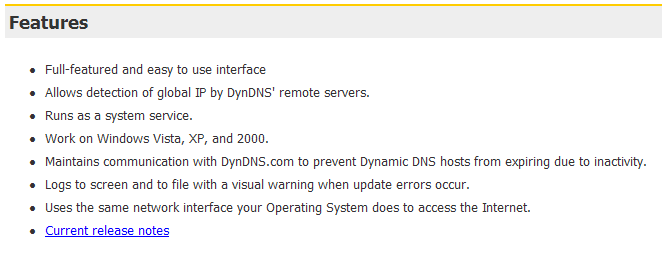 Features
Full-featured and easy to use interface
Allows detection of global IP by DynDNS' remote servers.
Runs as a system service.
Work on Windows Vista, XP, and 2000.
Maintains communication with DynDNS.com to prevent Dynamic DNS hosts from expiring due to inactivity.
Logs to screen and to file with a visual warning when update errors occur.
Uses the same network interface your Operating System does to access the Internet.
Current release notes